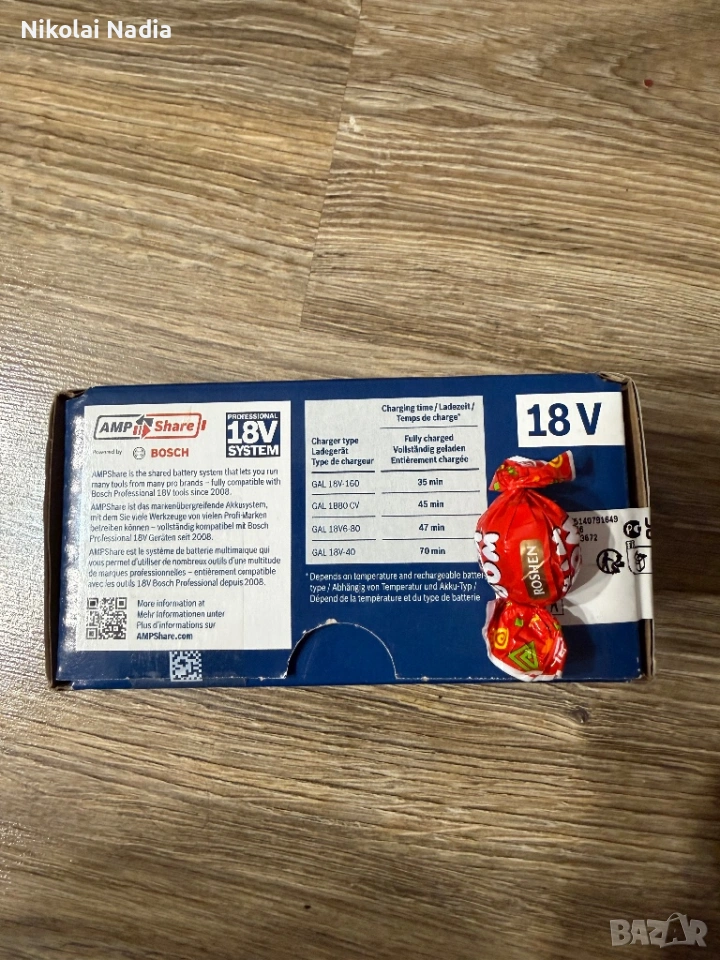 Nikolai Nadia
AMP Share
Powered by BOSCH
PROFESSIONAL
18V
SYSTEM
AMPShare is the shared battery system that lets you run
many tools from many pro brands – fully compatible with
Bosch Professional 18V tools since 2008.
AMPShare ist das markenübergreifende Akkusystem,
mit dem Sie viele Werkzeuge von vielen Profi-Marken
betreiben können – vollständig kompatibel mit Bosch
Professional 18V Geräten seit 2008.
AMPShare est le système de batterie multimarque qui
vous permet d'utiliser de nombreux outils d'une multitude
de marques professionnelles – entièrement compatible
avec les outils 18V Bosch Professional depuis 2008.
More information at
Mehr Informationen unter
Plus d'informations sur
AMPShare.com
Charging time / Ladezeit /
Temps de charge*
Charger type
Ladegerät
Type de chargeur
Fully charged
Vollständig geladen
Entièrement chargée
GAL 18V-160 35 min
GAL 1880 CV 45 min
GAL 18V6-80 47 min
GAL 18V-40 70 min
* Depends on temperature and rechargeable
type / Abhängig von Temperatur und Akku-Typ /
Dépend de la température et du type de batterie
18 V
ROSHEN
5140791649
3672
BAZAR